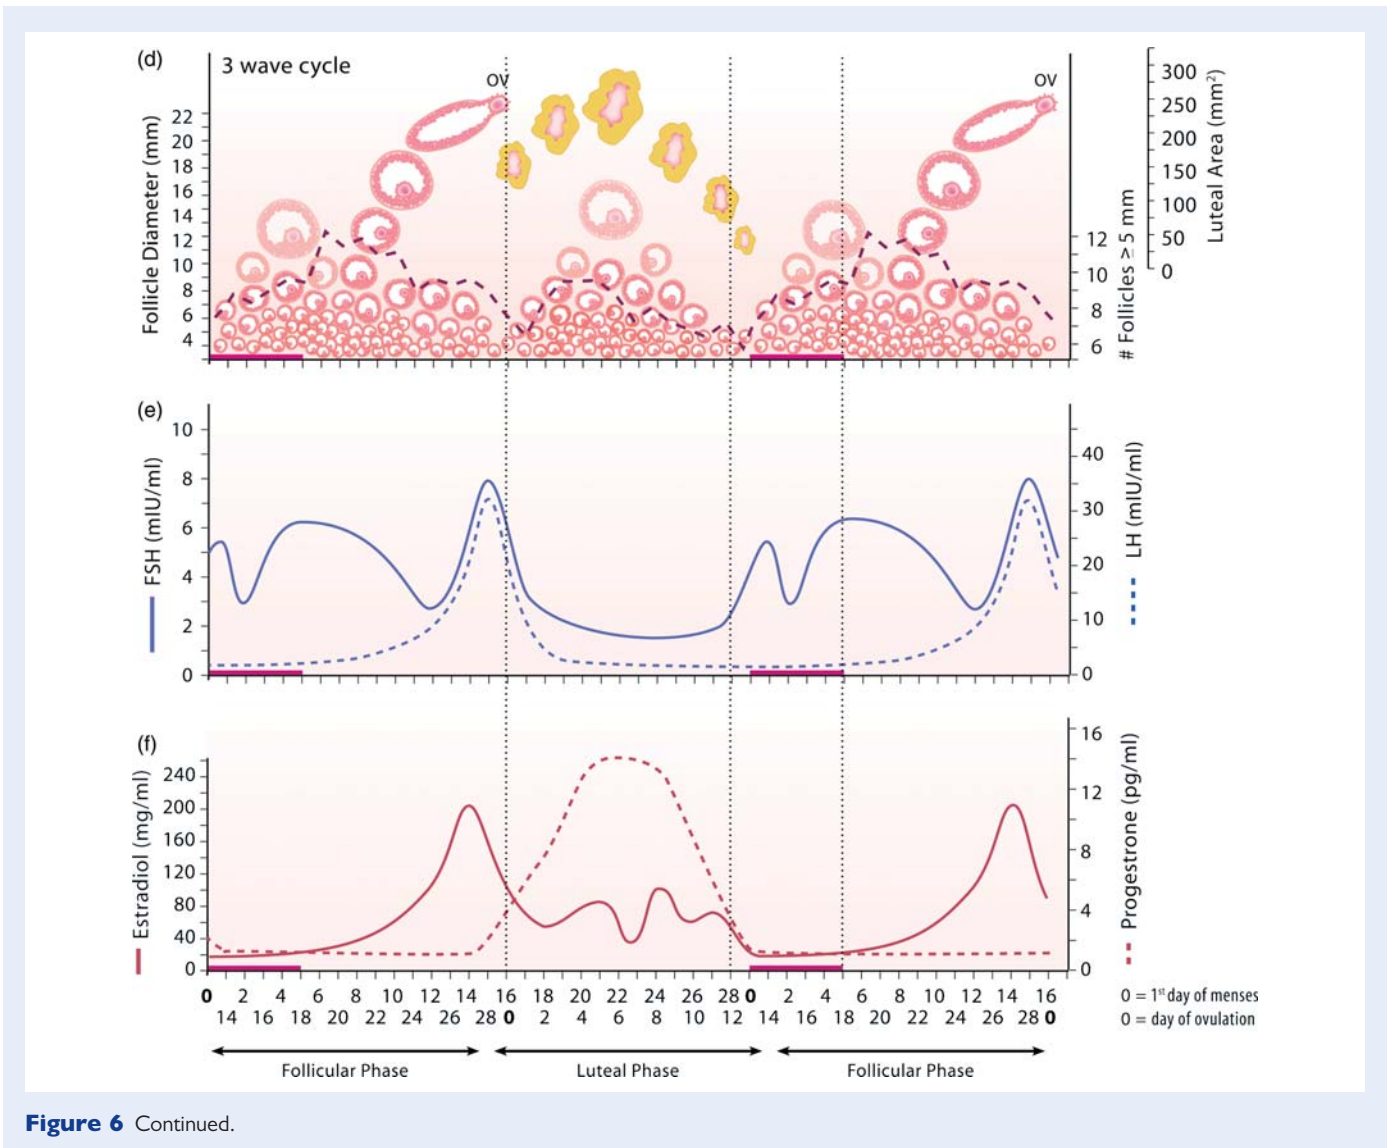 (d)
3 wave cycle
OV
OV
Follicle Diameter (mm)
22
20
18
16
14
12
10
8
6
4
12
10
8
6
# Follicles ≥ 5 mm
300
250
200
150
100
50
0
Luteal Area (mm²)
(e)
FSH (mIU/ml)
10
8
6
4
2
0
40
30
20
10
0
LH (mIU/ml)
(f)
Estradiol (mg/ml)
240
200
160
120
80
40
0
16
12
8
4
0
Progestrone (pg/ml)
0 2 4 6 8 10 12 14 16 18 20 22 24 26 28 0 2 4 6 8 10 12 14 16
14 16 18 20 22 24 26 28 0 2 4 6 8 10 12 14 16 18 20 22 24 26 28 0
0 = 1st day of menses
0 = day of ovulation
Follicular Phase
Luteal Phase
Follicular Phase
Figure 6 Continued.